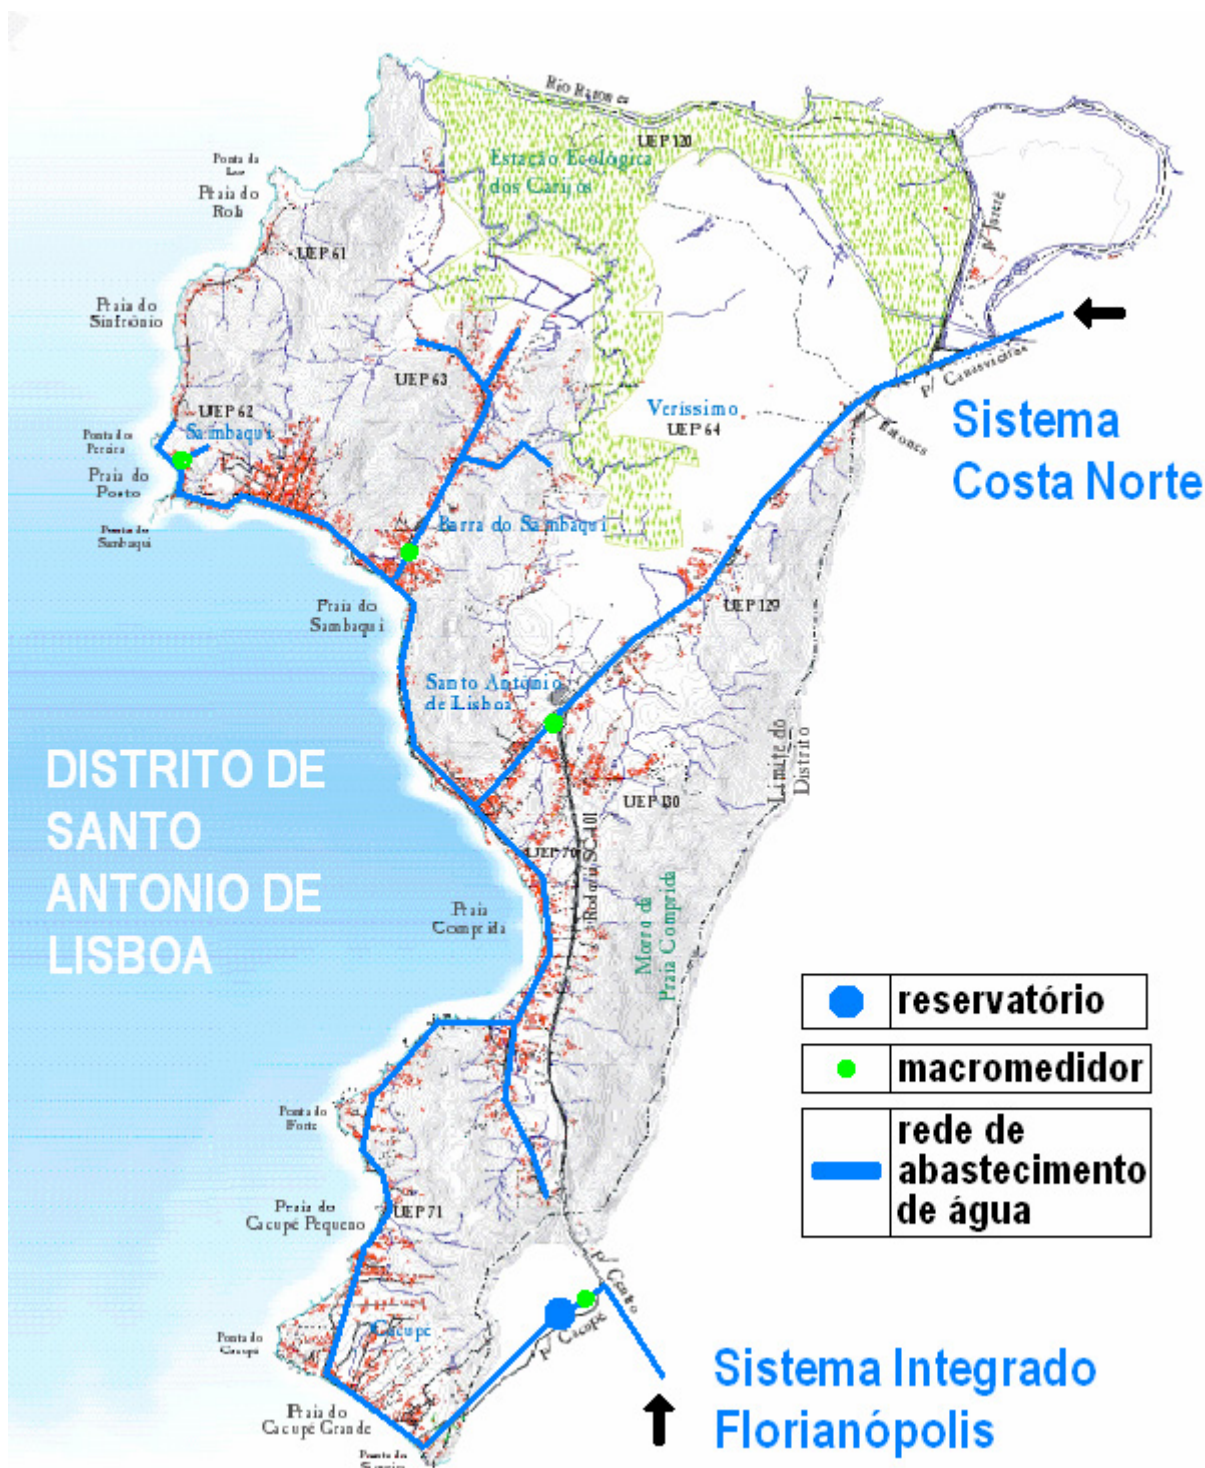 Rio Ratones
UEP 120
Estação Ecológica
dos Carijós
Ponta da
Luz
Praia do
Rola
UEP 61
p/ Jurerê
Praia do
Sinfrônio
p/ Canasvieiras
UEP 63
UEP 62
Sambaqui
Veríssimo
UEP 64
Ratones
Sistema
Costa Norte
Ponta do
Pereira
Praia do
Posto
Ponta do
Sambaqui
Barra do Sambaqui
Praia do
Sambaqui
UEP 129
Santo António
de Lisboa
Limite do
Distrito
DISTRITO DE
SANTO
ANTONIO DE
LISBOA
UEP 130
UEP 70
Rodovia SC 401
Praia
Comprida
Morro da
Praia Comprida
reservatório
macromedidor
rede de
abastecimento
de água
Ponta do
Forte
Praia do
Cacupé Pequeno
UEP 71
p/ Centro
p/ Cacupé
Cacupe
Ponta do
Cacupé
Sistema Integrado
Florianópolis
Praia do
Cacupé Grande
Ponta do